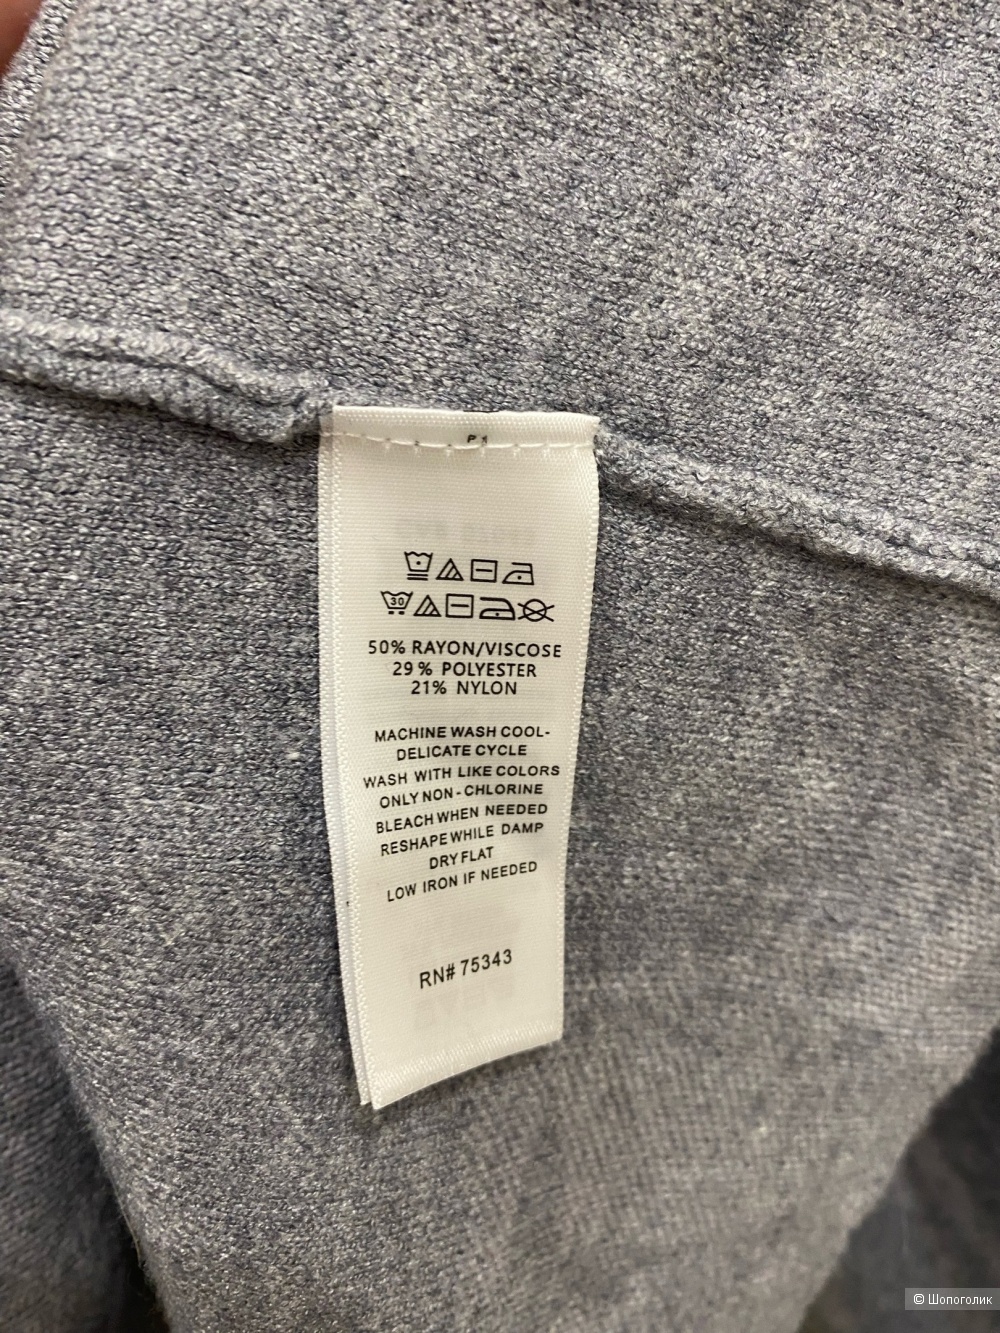 P
30
50% RAYON/VISCOSE
29% POLYESTER
21% NYLON
MACHINE WASH COOL-
DELICATE CYCLE
WASH WITH LIKE COLORS
ONLY NON-CHLORINE
BLEACH WHEN NEEDED
RESHAPE WHILE DAMP
DRY FLAT
LOW IRON IF NEEDED
RN# 75343
© Шопоголик